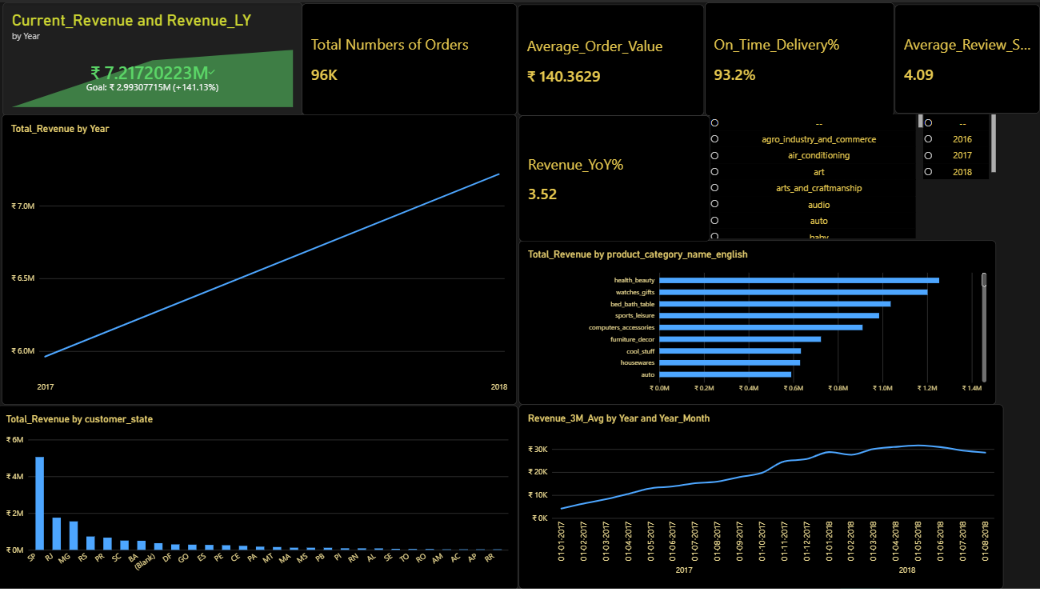 Current_Revenue and Revenue_LY
by Year
₹ 7.21720223M✓
Goal: ₹ 2.99307715M (+141.13%)
Total Numbers of Orders
96K
Average_Order_Value
₹ 140.3629
On_Time_Delivery%
93.2%
Average_Review_S...
4.09
Total_Revenue by Year
₹ 7.0M
₹ 6.5M
₹ 6.0M
2017
2018
Revenue_YoY%
3.52
--
agro_industry_and_commerce
air_conditioning
art
arts_and_craftmanship
audio
auto
baby
--
2016
2017
2018
Total_Revenue by product_category_name_english
health_beauty
watches_gifts
bed_bath_table
sports_leisure
computers_accessories
furniture_decor
cool_stuff
housewares
auto
₹ 0.0M ₹ 0.2M ₹ 0.4M ₹ 0.6M ₹ 0.8M ₹ 1.0M ₹ 1.2M ₹ 1.4M
Total_Revenue by customer_state
₹ 6M
₹ 4M
₹ 2M
₹ 0M
SP RJ MG RS PR SC BA (Blank) DF GO ES PE CE PA MT MA MS PB PI RN AL SE TO RO AM AC AP RR
Revenue_3M_Avg by Year and Year_Month
₹ 30K
₹ 20K
₹ 10K
₹ 0K
01-01-2017 01-02-2017 01-03-2017 01-04-2017 01-05-2017 01-06-2017 01-07-2017 01-08-2017 01-09-2017 01-10-2017 01-11-2017 01-12-2017 01-01-2018 01-02-2018 01-03-2018 01-04-2018 01-05-2018 01-06-2018 01-07-2018 01-08-2018
2017 2018